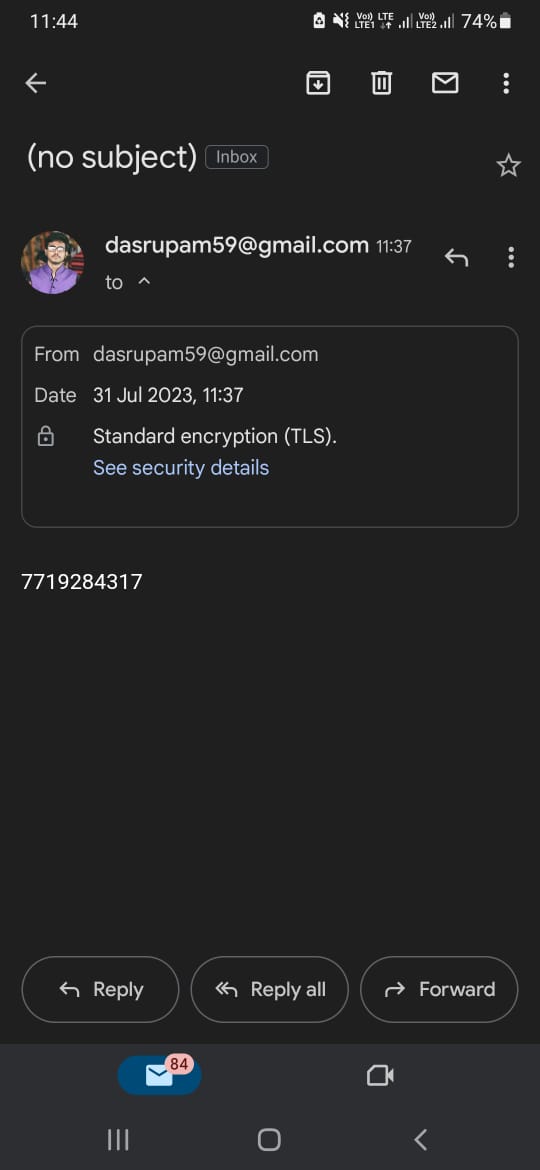 11:44
Vo)) LTE1 LTE Vo)) LTE2 74%
(no subject) Inbox
dasrupam59@gmail.com 11:37
to
From dasrupam59@gmail.com
Date 31 Jul 2023, 11:37
Standard encryption (TLS).
See security details
7719284317
Reply Reply all Forward
84